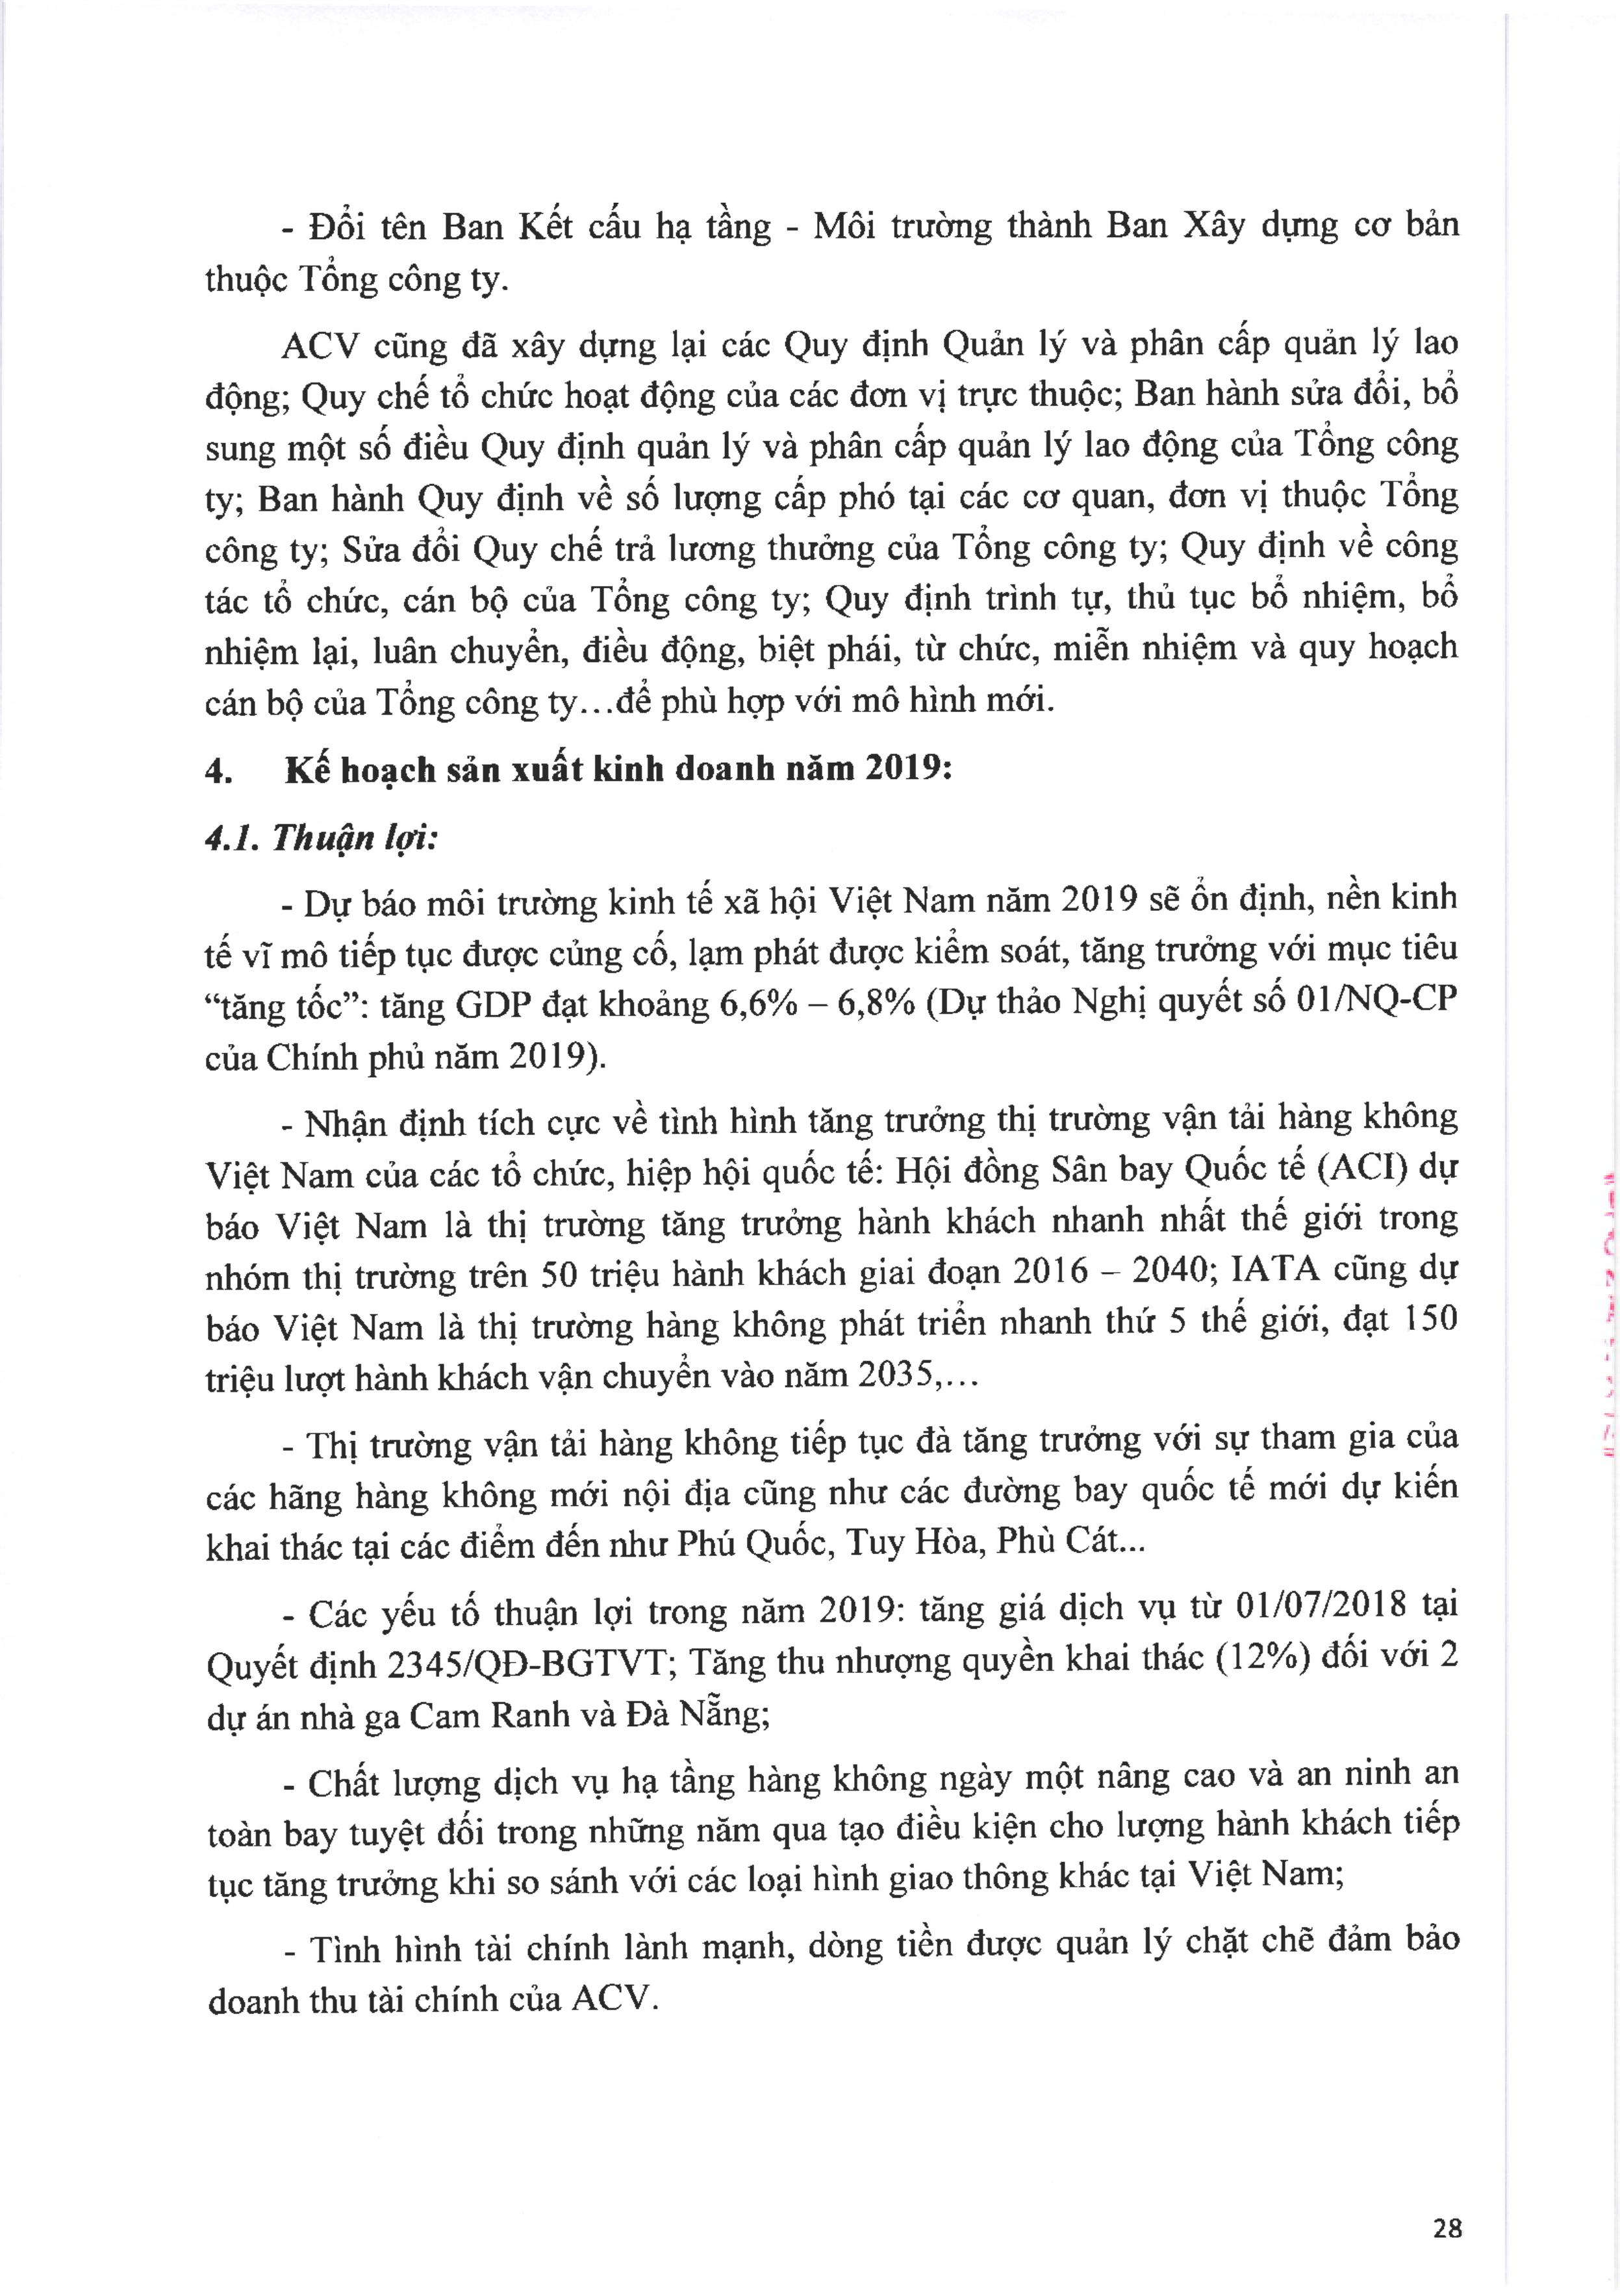 - Đổi tên Ban Kết cấu hạ tầng - Môi trường thành Ban Xây dựng cơ bản
thuộc Tổng công ty.
ACV cũng đã xây dựng lại các Quy định Quản lý và phân cấp quản lý lao
động; Quy chế tổ chức hoạt động của các đơn vị trực thuộc; Ban hành sửa đổi, bổ
sung một số điều Quy định quản lý và phân cấp quản lý lao động của Tổng công
ty; Ban hành Quy định về số lượng cấp phó tại các cơ quan, đơn vị thuộc Tổng
công ty; Sửa đổi Quy chế trả lương thưởng của Tổng công ty; Quy định về công
tác tổ chức, cán bộ của Tổng công ty; Quy định trình tự, thủ tục bổ nhiệm, bổ
nhiệm lại, luân chuyển, điều động, biệt phái, từ chức, miễn nhiệm và quy hoạch
cán bộ của Tổng công ty...để phù hợp với mô hình mới.
4. Kế hoạch sản xuất kinh doanh năm 2019:
4.1. Thuận lợi:
- Dự báo môi trường kinh tế xã hội Việt Nam năm 2019 sẽ ổn định, nền kinh
tế vĩ mô tiếp tục được củng cố, lạm phát được kiểm soát, tăng trưởng với mục tiêu
“tăng tốc”: tăng GDP đạt khoảng 6,6% – 6,8% (Dự thảo Nghị quyết số 01/NQ-CP
của Chính phủ năm 2019).
- Nhận định tích cực về tình hình tăng trưởng thị trường vận tải hàng không
Việt Nam của các tổ chức, hiệp hội quốc tế: Hội đồng Sân bay Quốc tế (ACI) dự
báo Việt Nam là thị trường tăng trưởng hành khách nhanh nhất thế giới trong
nhóm thị trường trên 50 triệu hành khách giai đoạn 2016 – 2040; IATA cũng dự
báo Việt Nam là thị trường hàng không phát triển nhanh thứ 5 thế giới, đạt 150
triệu lượt hành khách vận chuyển vào năm 2035,...
- Thị trường vận tải hàng không tiếp tục đà tăng trưởng với sự tham gia của
các hãng hàng không mới nội địa cũng như các đường bay quốc tế mới dự kiến
khai thác tại các điểm đến như Phú Quốc, Tuy Hòa, Phù Cát...
- Các yếu tố thuận lợi trong năm 2019: tăng giá dịch vụ từ 01/07/2018 tại
Quyết định 2345/QĐ-BGTVT; Tăng thu nhượng quyền khai thác (12%) đối với 2
dự án nhà ga Cam Ranh và Đà Nẵng;
- Chất lượng dịch vụ hạ tầng hàng không ngày một nâng cao và an ninh an
toàn bay tuyệt đối trong những năm qua tạo điều kiện cho lượng hành khách tiếp
tục tăng trưởng khi so sánh với các loại hình giao thông khác tại Việt Nam;
- Tình hình tài chính lành mạnh, dòng tiền được quản lý chặt chẽ đảm bảo
doanh thu tài chính của ACV.
28